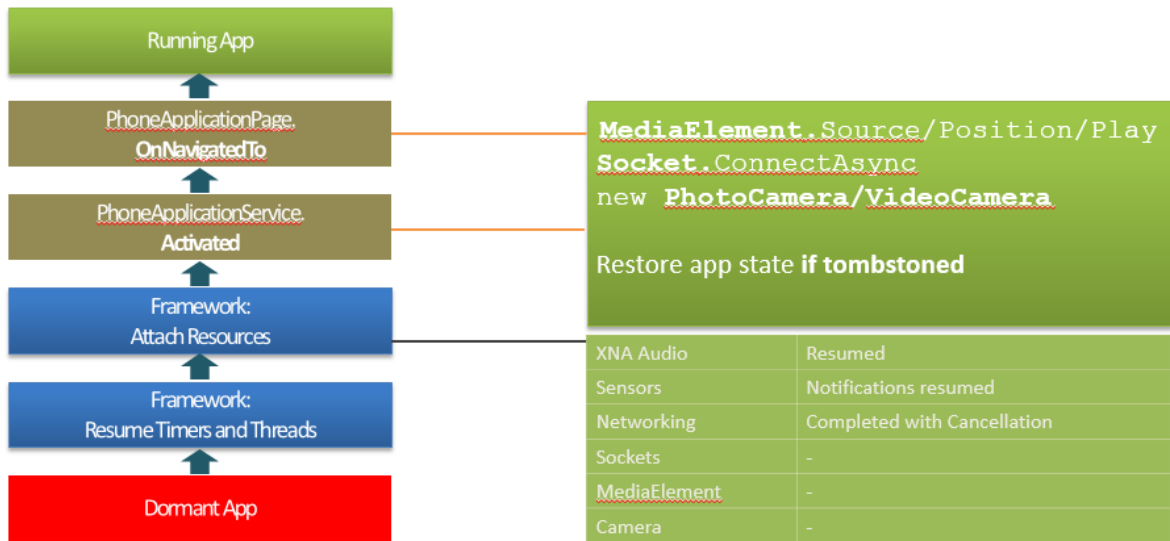 Running App
PhoneApplicationPage.
OnNavigatedTo
PhoneApplicationService.
Activated
Framework:
Attach Resources
Framework:
Resume Timers and Threads
Dormant App
MediaElement.Source/Position/Play
Socket.ConnectAsync
new PhotoCamera/VideoCamera
Restore app state if tombstoned
XNA Audio Resumed
Sensors Notifications resumed
Networking Completed with Cancellation
Sockets -
MediaElement -
Camera -